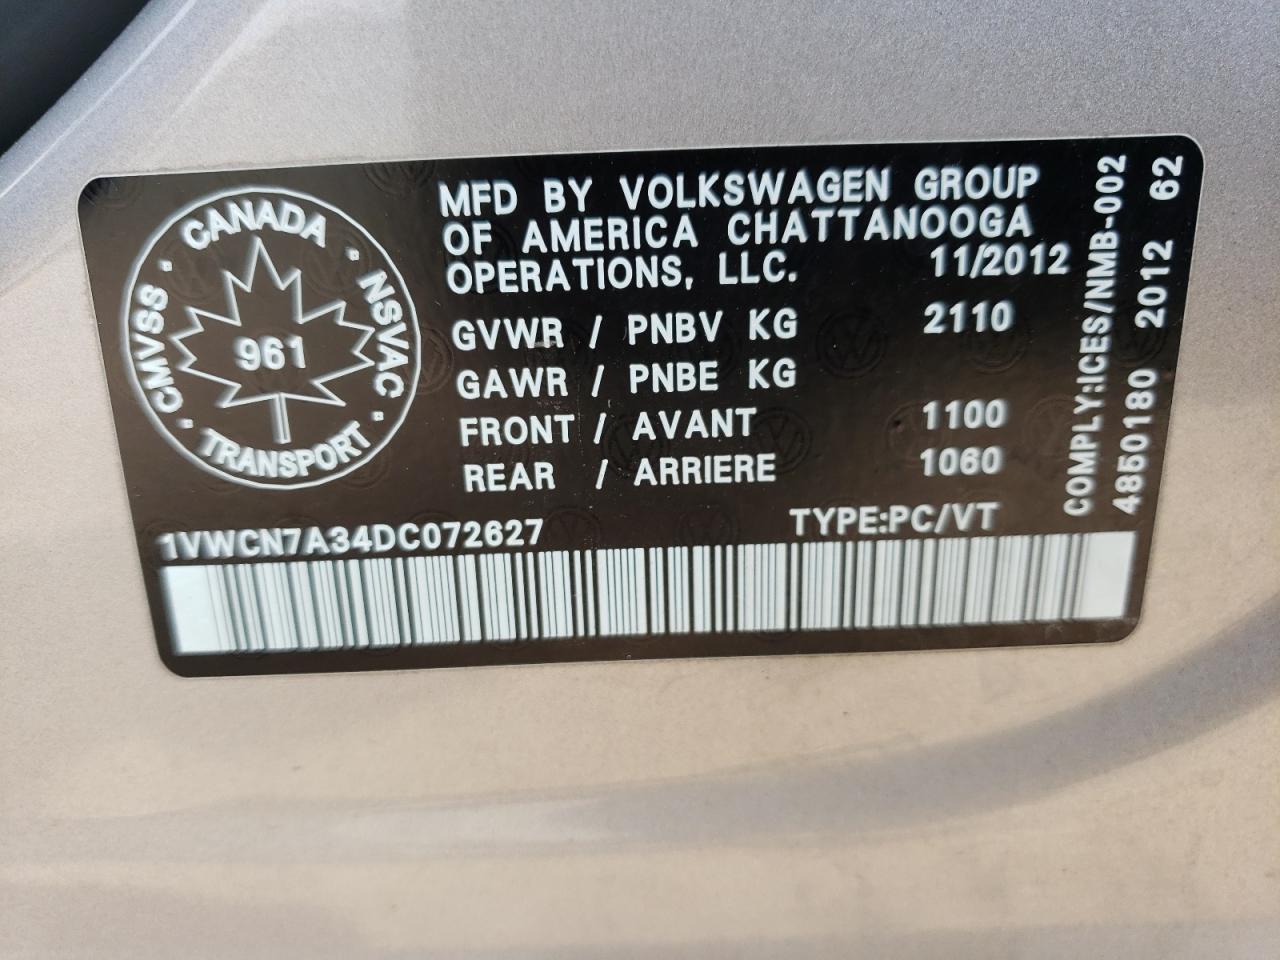 CANADA
CMVSS · NSVAC
961
TRANSPORT
MFD BY VOLKSWAGEN GROUP
OF AMERICA CHATTANOOGA
OPERATIONS, LLC. 11/2012
GVWR / PNBV KG 2110
GAWR / PNBE KG
FRONT / AVANT 1100
REAR / ARRIERE 1060
1VWCN7A34DC072627 TYPE:PC/VT
COMPLY:ICES/NMB-002
4850180 2012 62